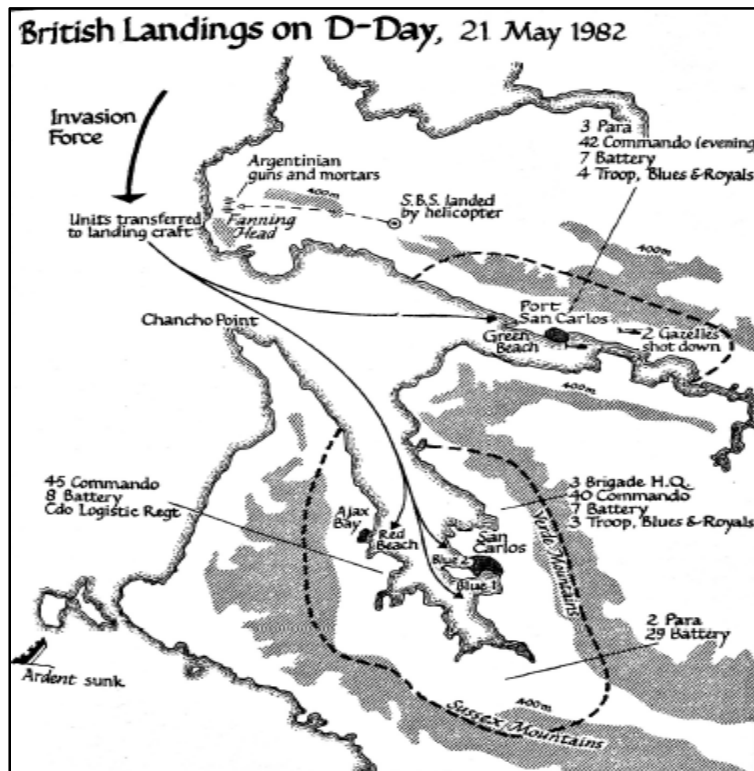 British Landings on D-Day, 21 May 1982
Invasion
Force
Units transferred
to landing craft
Argentinian
guns and mortars
400m
Fanning
Head
S.B.S. landed
by helicopter
3 Para
42 Commando (evening)
7 Battery
4 Troop, Blues & Royals
400m
Port
San Carlos
Green
Beach
2 Gazelles
shot down
Chancho Point
400m
45 Commando
8 Battery
Cdo Logistic Regt
Ajax
Bay
Red
Beach
San
Carlos
Blue 2
Blue 1
3 Brigade H.Q.
40 Commando
7 Battery
3 Troop, Blues & Royals
Verde Mountains
2 Para
29 Battery
Ardent sunk
400m
Sussex Mountains